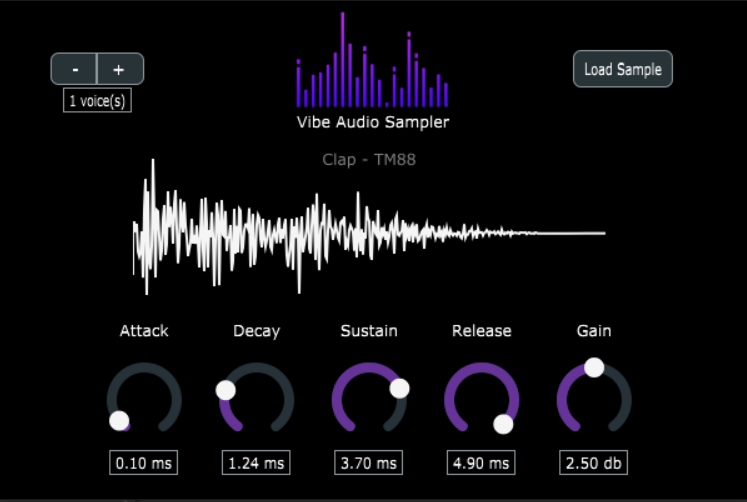 - +
1 voice(s)
Load Sample
Vibe Audio Sampler
Clap - TM88
Attack Decay Sustain Release Gain
0.10 ms 1.24 ms 3.70 ms 4.90 ms 2.50 db